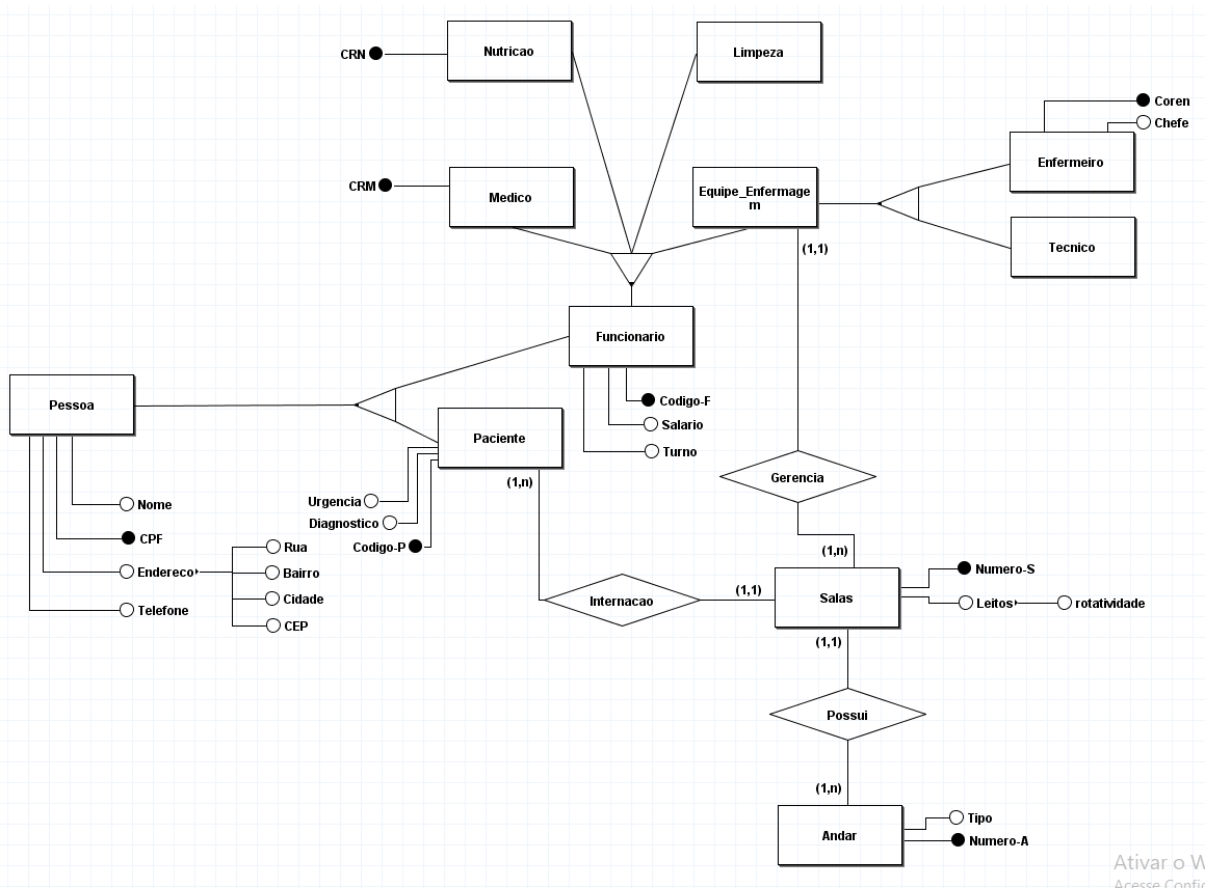 CRN
Nutricao
Limpeza
Coren
Chefe
Enfermeiro
CRM
Medico
Equipe_Enfermage
m
Tecnico
(1,1)
Funcionario
Codigo-F
Salario
Turno
Pessoa
Paciente
(1,n)
Urgencia
Diagnostico
Codigo-P
Nome
CPF
Endereco
Telefone
Rua
Bairro
Cidade
CEP
Gerencia
(1,n)
Internacao
(1,1)
Salas
Numero-S
Leitos
rotatividade
(1,1)
Possui
(1,n)
Andar
Tipo
Numero-A
Ativar o W